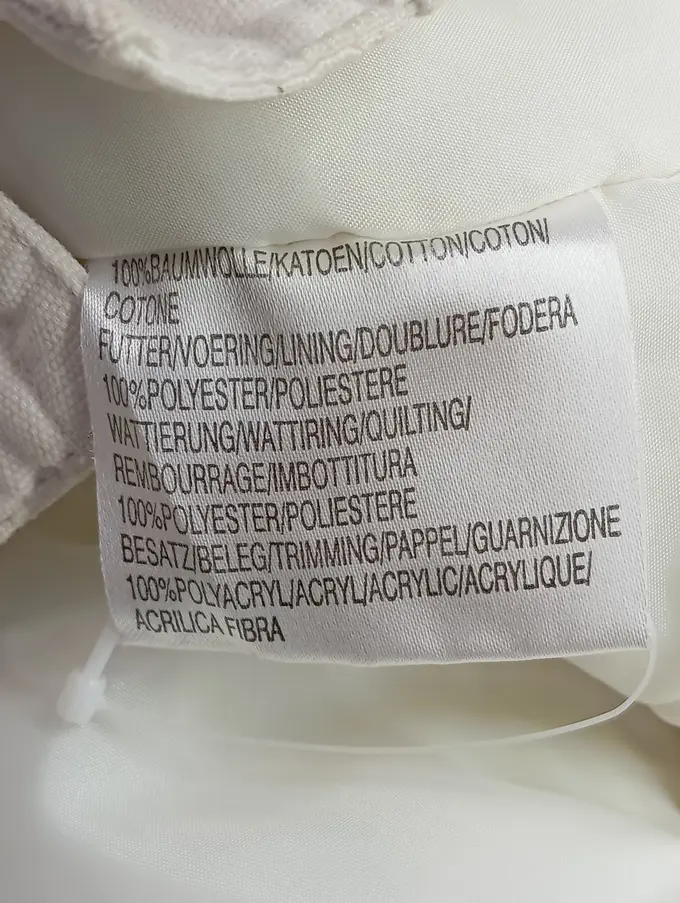 100%BAUMWOLLE/KATOEN/COTTON/COTON/
COTONE
FUTTER/VOERING/LINING/DOUBLURE/FODERA
100%POLYESTER/POLIESTERE
WATTIERUNG/WATTIRING/QUILTING/
REMBOURRAGE/IMBOTTITURA
100%POLYESTER/POLIESTERE
BESATZ/BELEG/TRIMMING/PAPPEL/GUARNIZIONE
100%POLYACRYL/ACRYL/ACRYLIC/ACRYLIQUE/
ACRILICA FIBRA